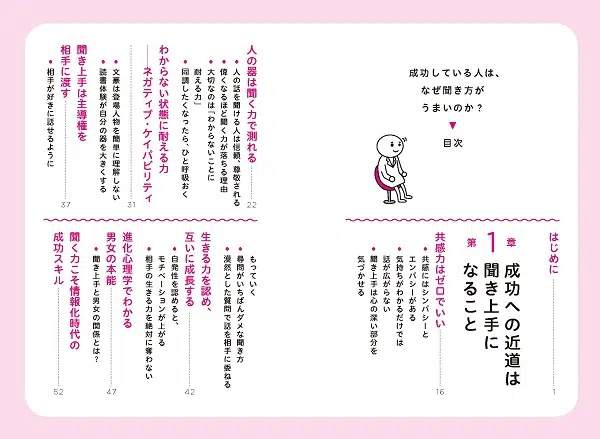 成功している人は、
なぜ聞き方が
うまいのか？
▼
目次
はじめに
1
第1章
成功への近道は
聞き上手に
なること
共感力はゼロでいい
16
●共感にはシンパシーと
エンパシーがある
●気持ちがわかるだけでは
話が広がらない
●聞き上手は心の深い部分を
気づかせる
人の器は聞く力で測れる
22
●人の話を聞ける人は信頼、尊敬される
●偉くなるほど聞く力が落ちる理由
●大切なのは「わからないことに
耐える力」
●同調したくなったら、ひと呼吸おく
わからない状態に耐える力
――ネガティブ・ケイパビリティ
31
●文豪は登場人物を簡単に理解しない
●読書体験が自分の器を大きくする
聞き上手は主導権を
相手に渡す
37
●相手が好きに話せるように
もっていく
●尋問がいちばんダメな聞き方
●漠然とした質問で話を相手に委ねる
生きる力を認め、
互いに成長する
42
●自発性を認めると、
モチベーションが上がる
●相手の生きる力を絶対に奪わない
進化心理学でわかる
男女の本能
47
●聞き上手と男女の関係とは？
聞く力こそ情報化時代の
成功スキル
52